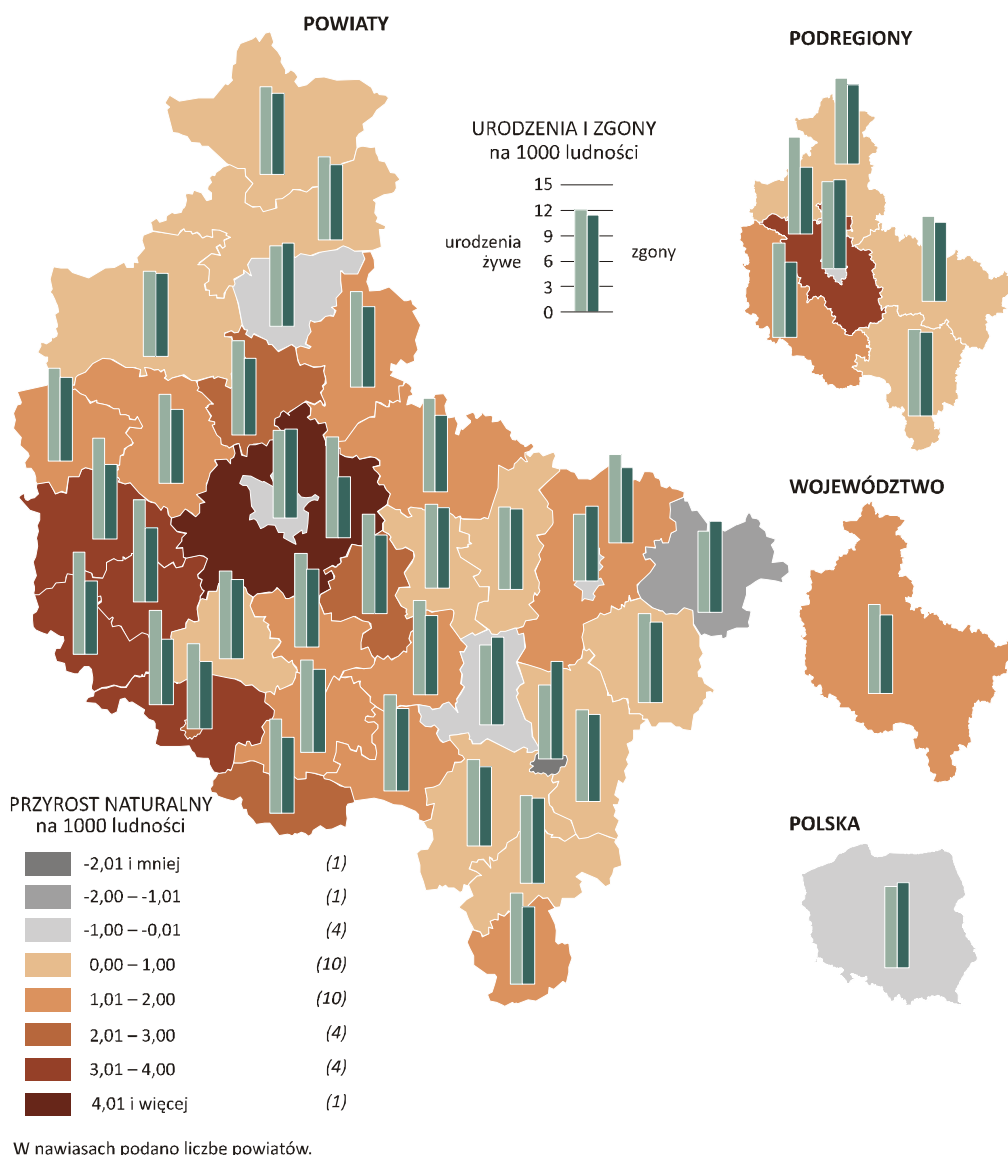 POWIATY
PODREGIONY
URODZENIA I ZGONY
na 1000 ludności
15
12
9
6
3
0
urodzenia
żywe
zgony
WOJEWÓDZTWO
POLSKA
PRZYROST NATURALNY
na 1000 ludności
-2,01 i mniej (1)
-2,00 – -1,01 (1)
-1,00 – -0,01 (4)
0,00 – 1,00 (10)
1,01 – 2,00 (10)
2,01 – 3,00 (4)
3,01 – 4,00 (4)
4,01 i więcej (1)
W nawiasach podano liczbę powiatów.